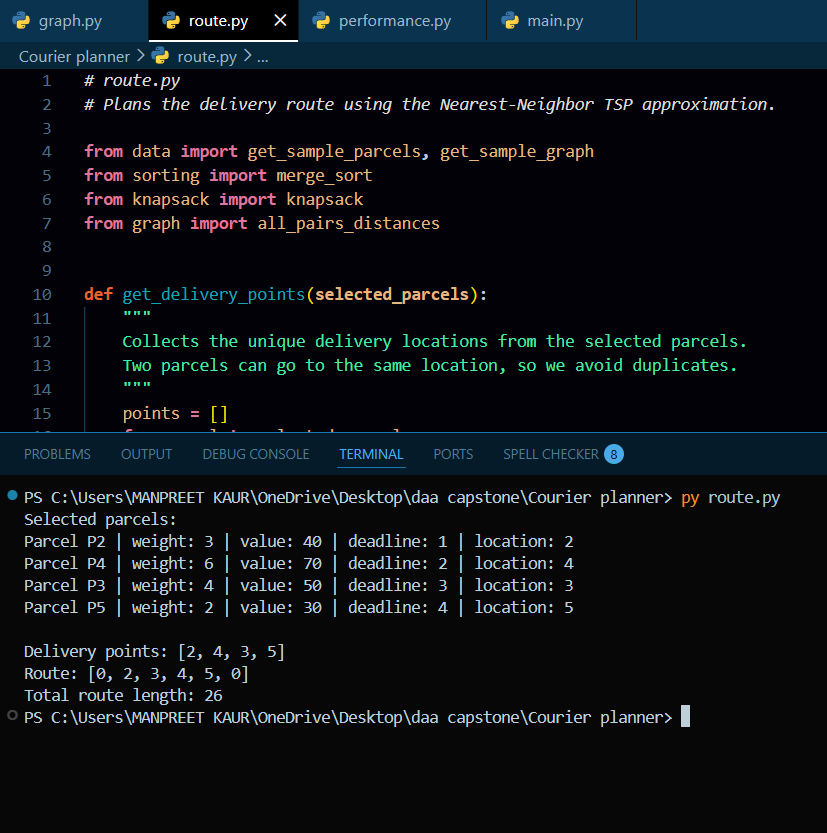 graph.py route.py performance.py main.py
Courier planner > route.py > ...
1 # route.py
2 # Plans the delivery route using the Nearest-Neighbor TSP approximation.
3
4 from data import get_sample_parcels, get_sample_graph
5 from sorting import merge_sort
6 from knapsack import knapsack
7 from graph import all_pairs_distances
8
9
10 def get_delivery_points(selected_parcels):
11 """
12 Collects the unique delivery locations from the selected parcels.
13 Two parcels can go to the same location, so we avoid duplicates.
14 """
15 points = []
PROBLEMS OUTPUT DEBUG CONSOLE TERMINAL PORTS SPELL CHECKER 8
PS C:\Users\MANPREET KAUR\OneDrive\Desktop\daa capstone\Courier planner> py route.py
Selected parcels:
Parcel P2 | weight: 3 | value: 40 | deadline: 1 | location: 2
Parcel P4 | weight: 6 | value: 70 | deadline: 2 | location: 4
Parcel P3 | weight: 4 | value: 50 | deadline: 3 | location: 3
Parcel P5 | weight: 2 | value: 30 | deadline: 4 | location: 5
Delivery points: [2, 4, 3, 5]
Route: [0, 2, 3, 4, 5, 0]
Total route length: 26
PS C:\Users\MANPREET KAUR\OneDrive\Desktop\daa capstone\Courier planner>